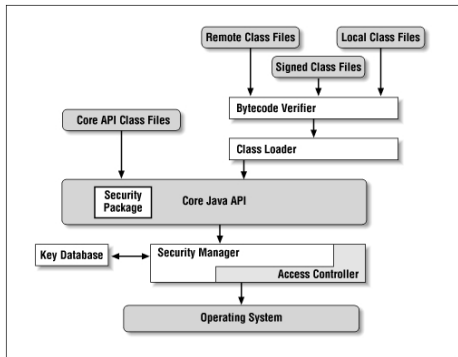 Remote Class Files
Local Class Files
Signed Class Files
Bytecode Verifier
Core API Class Files
Class Loader
Security
Package
Core Java API
Key Database
Security Manager
Access Controller
Operating System